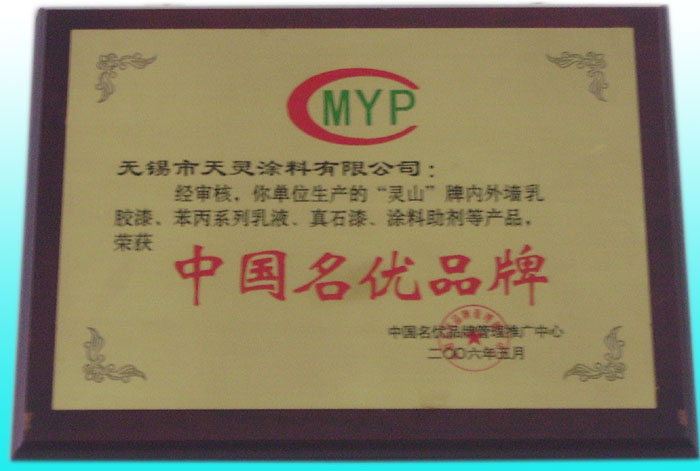 CMYP
无锡市天灵涂料有限公司：
经审核，你单位生产的“灵山”牌内外墙乳
胶漆、苯丙系列乳液、真石漆、涂料助剂等产品，
荣获
中国名优品牌
中国名优品牌管理推广中心
二〇〇六年五月